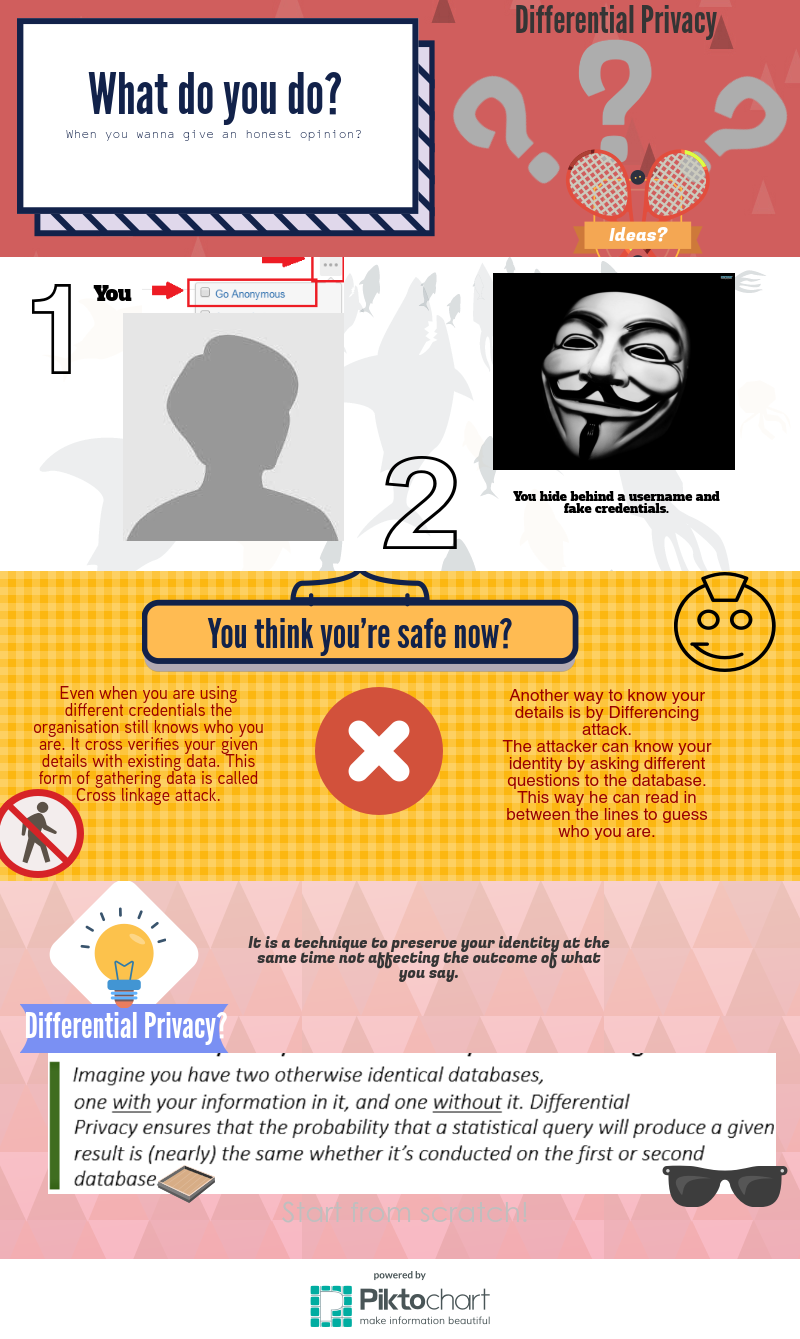 Differential Privacy
What do you do?
When you wanna give an honest opinion?
Ideas?
1
You
Go Anonymous
2
You hide behind a username and
fake credentials.
You think you're safe now?
Even when you are using
different credentials the
organisation still knows who you
are. It cross verifies your given
details with existing data. This
form of gathering data is called
Cross linkage attack.
Another way to know your
details is by Differencing
attack.
The attacker can know your
identity by asking different
questions to the database.
This way he can read in
between the lines to guess
who you are.
It is a technique to preserve your identity at the
same time not affecting the outcome of what
you say.
Differential Privacy?
Imagine you have two otherwise identical databases,
one with your information in it, and one without it. Differential
Privacy ensures that the probability that a statistical query will produce a given
result is (nearly) the same whether it's conducted on the first or second
database
Start from scratch!
powered by
Piktochart
make information beautiful